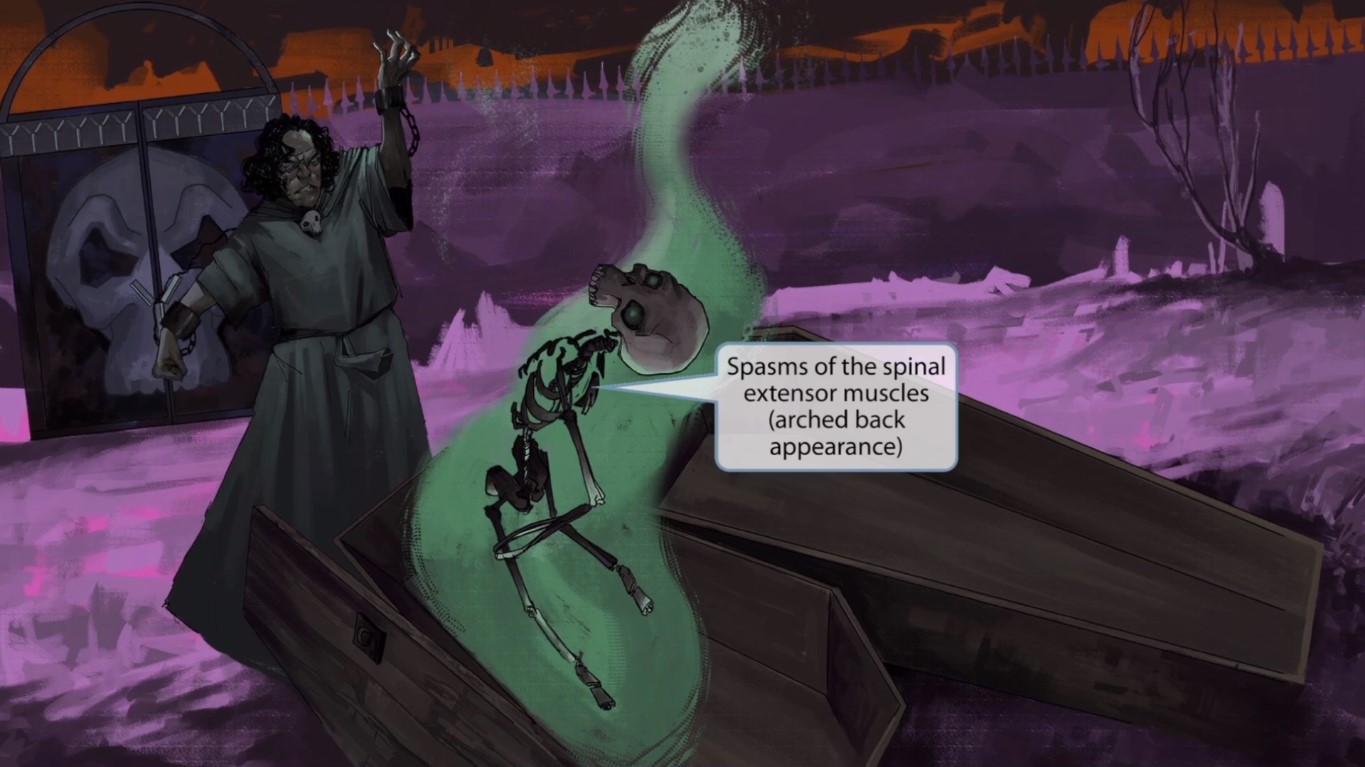 Spasms of the spinal
extensor muscles
(arched back
appearance)